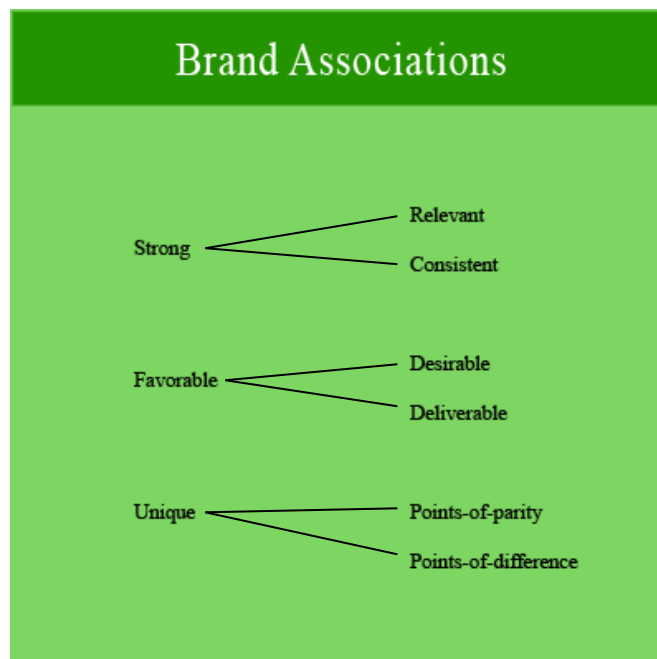 Brand Associations
Relevant
Strong
Consistent
Desirable
Favorable
Deliverable
Unique
Points-of-parity
Points-of-difference